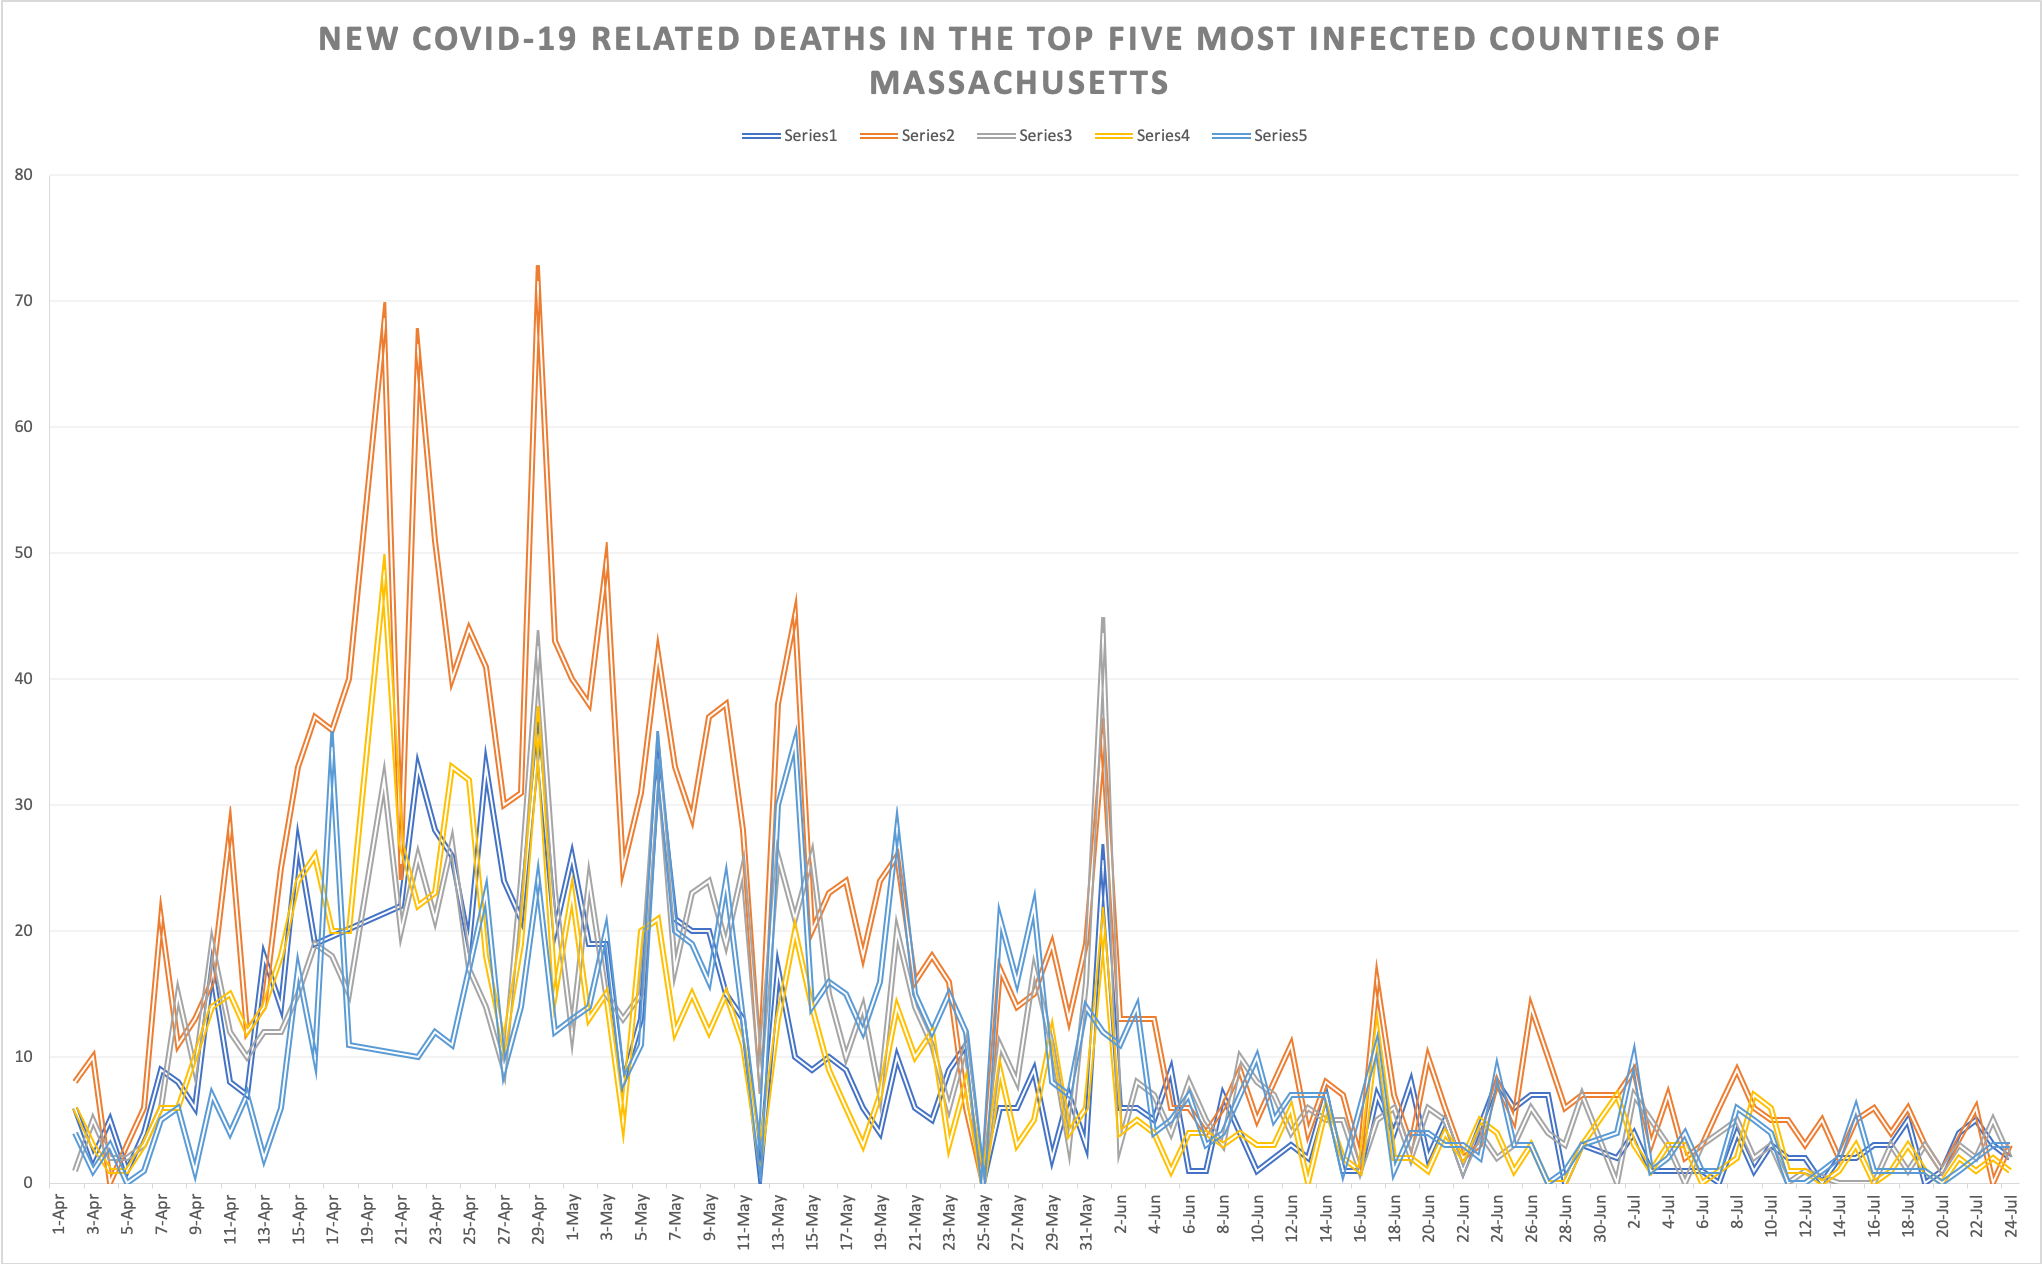 NEW COVID-19 RELATED DEATHS IN THE TOP FIVE MOST INFECTED COUNTIES OF
MASSACHUSETTS
Series1 Series2 Series3 Series4 Series5
80
70
60
50
40
30
20
10
0
1-Apr 3-Apr 5-Apr 7-Apr 9-Apr 11-Apr 13-Apr 15-Apr 17-Apr 19-Apr 21-Apr 23-Apr 25-Apr 27-Apr 29-Apr 1-May 3-May 5-May 7-May 9-May 11-May 13-May 15-May 17-May 19-May 21-May 23-May 25-May 27-May 29-May 31-May 2-Jun 4-Jun 6-Jun 8-Jun 10-Jun 12-Jun 14-Jun 16-Jun 18-Jun 20-Jun 22-Jun 24-Jun 26-Jun 28-Jun 30-Jun 2-Jul 4-Jul 6-Jul 8-Jul 10-Jul 12-Jul 14-Jul 16-Jul 18-Jul 20-Jul 22-Jul 24-Jul